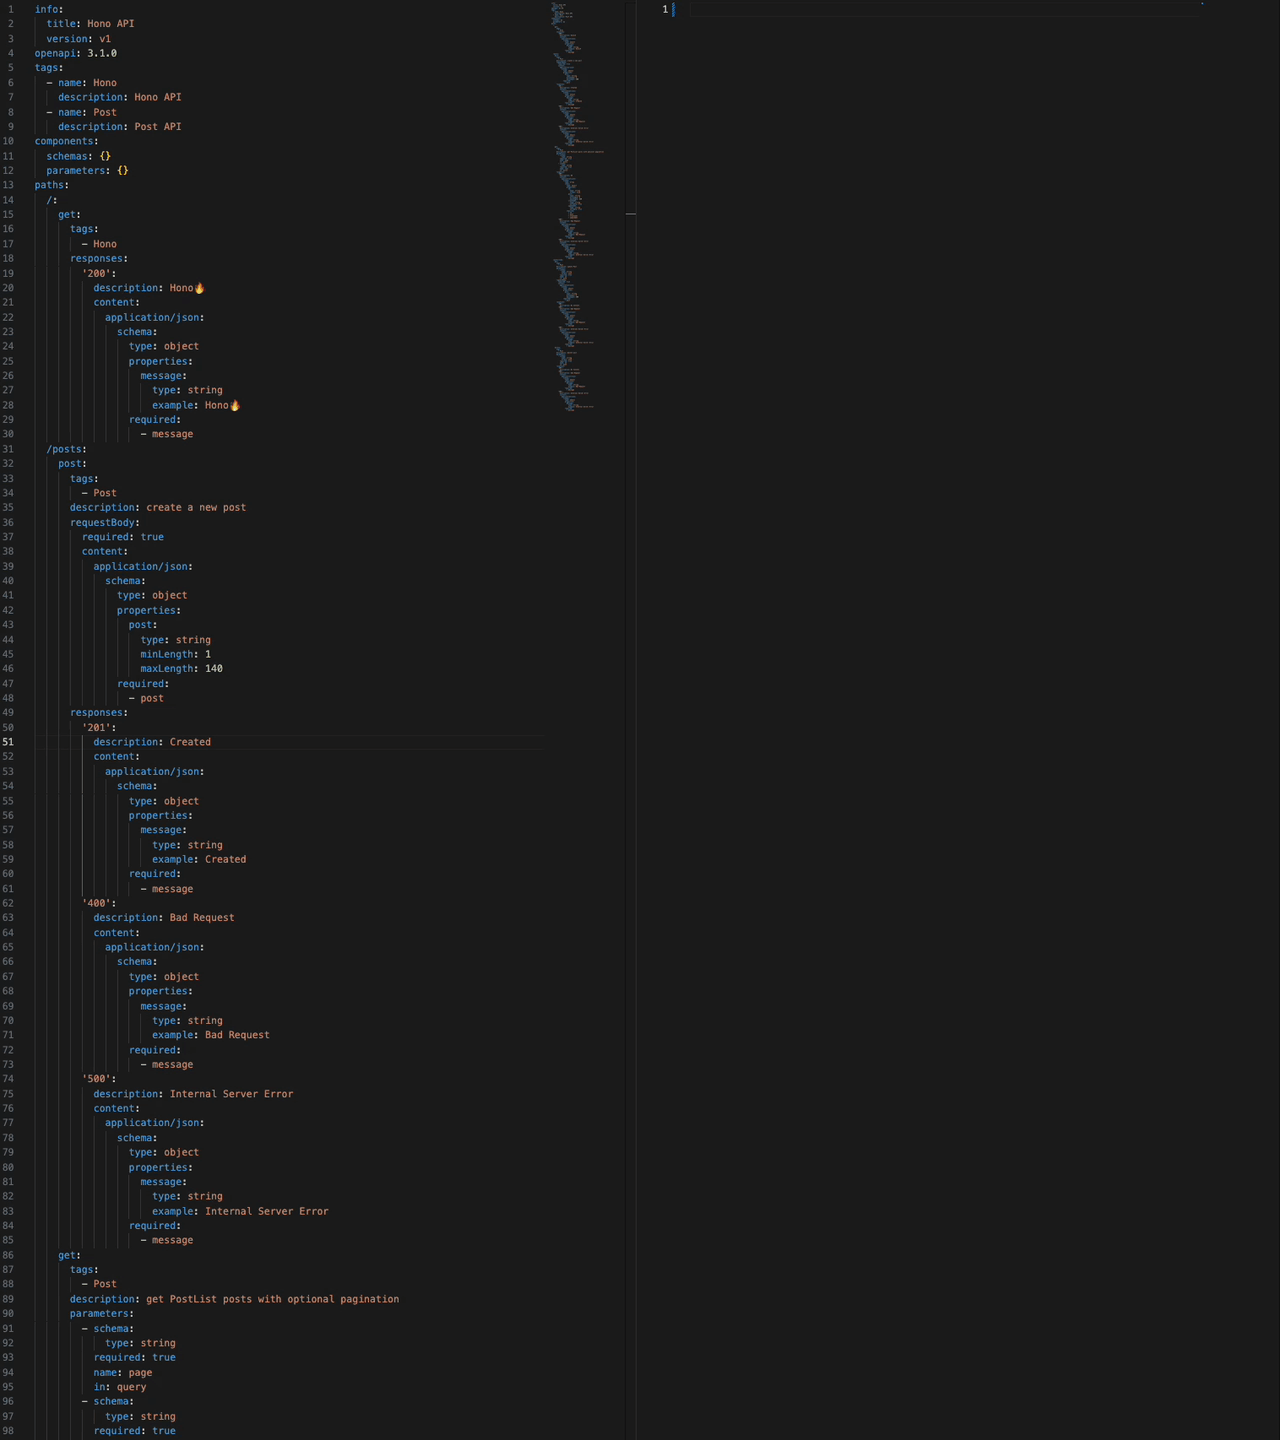 1 info:
2 title: Hono API
3 version: v1
4 openapi: 3.1.0
5 tags:
6 - name: Hono
7 description: Hono API
8 - name: Post
9 description: Post API
10 components:
11 schemas: {}
12 parameters: {}
13 paths:
14 /:
15 get:
16 tags:
17 - Hono
18 responses:
19 '200':
20 description: Hono🔥
21 content:
22 application/json:
23 schema:
24 type: object
25 properties:
26 message:
27 type: string
28 example: Hono🔥
29 required:
30 - message
31 /posts:
32 post:
33 tags:
34 - Post
35 description: create a new post
36 requestBody:
37 required: true
38 content:
39 application/json:
40 schema:
41 type: object
42 properties:
43 post:
44 type: string
45 minLength: 1
46 maxLength: 140
47 required:
48 - post
49 responses:
50 '201':
51 description: Created
52 content:
53 application/json:
54 schema:
55 type: object
56 properties:
57 message:
58 type: string
59 example: Created
60 required:
61 - message
62 '400':
63 description: Bad Request
64 content:
65 application/json:
66 schema:
67 type: object
68 properties:
69 message:
70 type: string
71 example: Bad Request
72 required:
73 - message
74 '500':
75 description: Internal Server Error
76 content:
77 application/json:
78 schema:
79 type: object
80 properties:
81 message:
82 type: string
83 example: Internal Server Error
84 required:
85 - message
86 get:
87 tags:
88 - Post
89 description: get PostList posts with optional pagination
90 parameters:
91 - schema:
92 type: string
93 required: true
94 name: page
95 in: query
96 - schema:
97 type: string
98 required: true
1